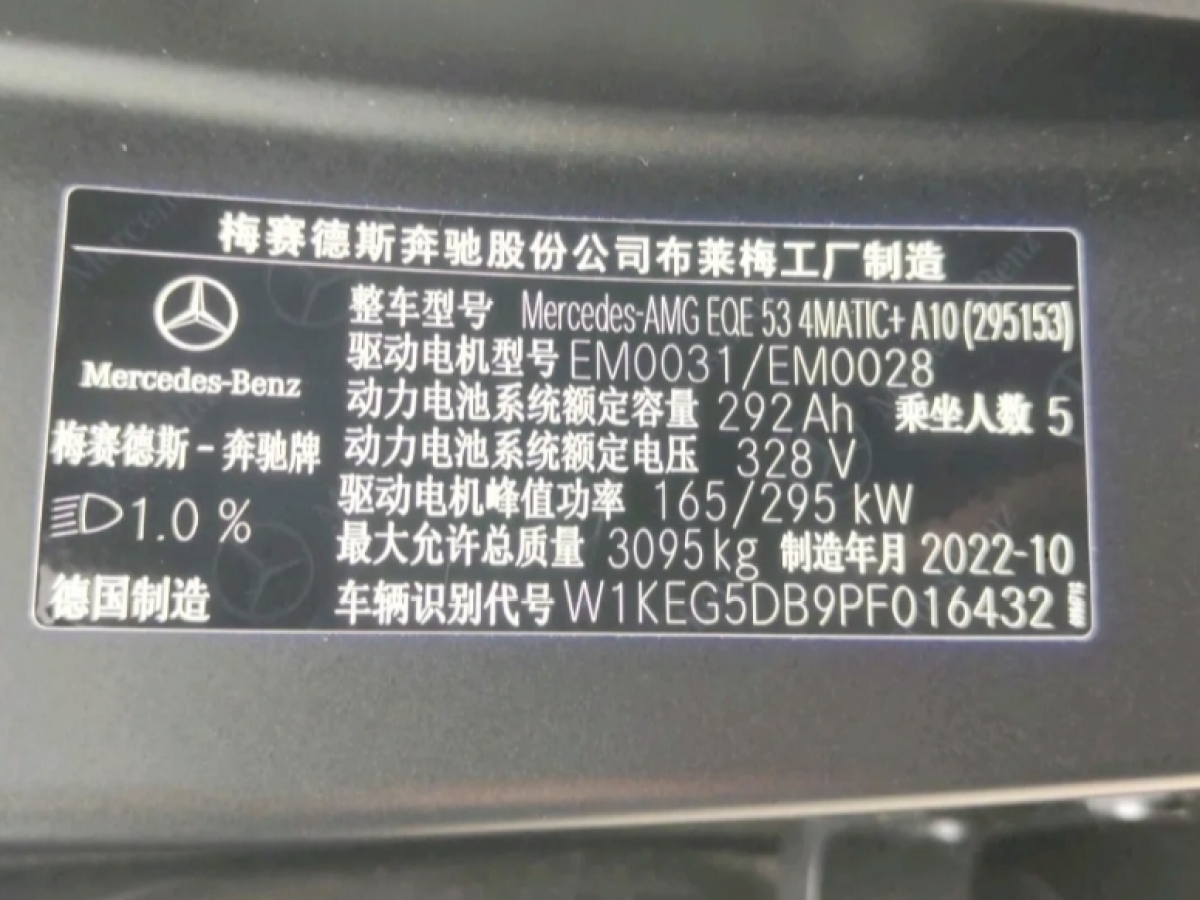 梅赛德斯奔驰股份公司布莱梅工厂制造
Mercedes-Benz
梅赛德斯-奔驰牌
1.0 %
德国制造
整车型号 Mercedes-AMG EQE 53 4MATIC+ A10(295153)
驱动电机型号 EM0031/EM0028
动力电池系统额定容量 292 Ah 乘坐人数 5
动力电池系统额定电压 328 V
驱动电机峰值功率 165/295 kW
最大允许总质量 3095 kg 制造年月 2022-10
车辆识别代号 W1KEG5DB9PF016432